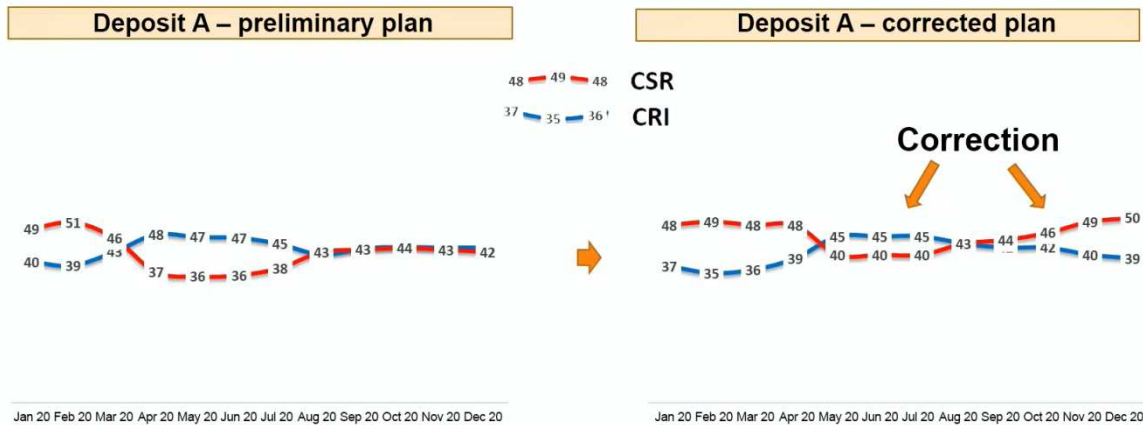 Deposit A – preliminary plan
Deposit A – corrected plan
48 49 48 CSR
37 35 36 CRI
Correction
49 51 46 37 36 36 38 43 43 44 43 42
40 39 43 48 47 47 45
48 49 48 48 40 40 40 43 44 46 49 50
37 35 36 39 45 45 45 42 40 39
Jan 20 Feb 20 Mar 20 Apr 20 May 20 Jun 20 Jul 20 Aug 20 Sep 20 Oct 20 Nov 20 Dec 20
Jan 20 Feb 20 Mar 20 Apr 20 May 20 Jun 20 Jul 20 Aug 20 Sep 20 Oct 20 Nov 20 Dec 20